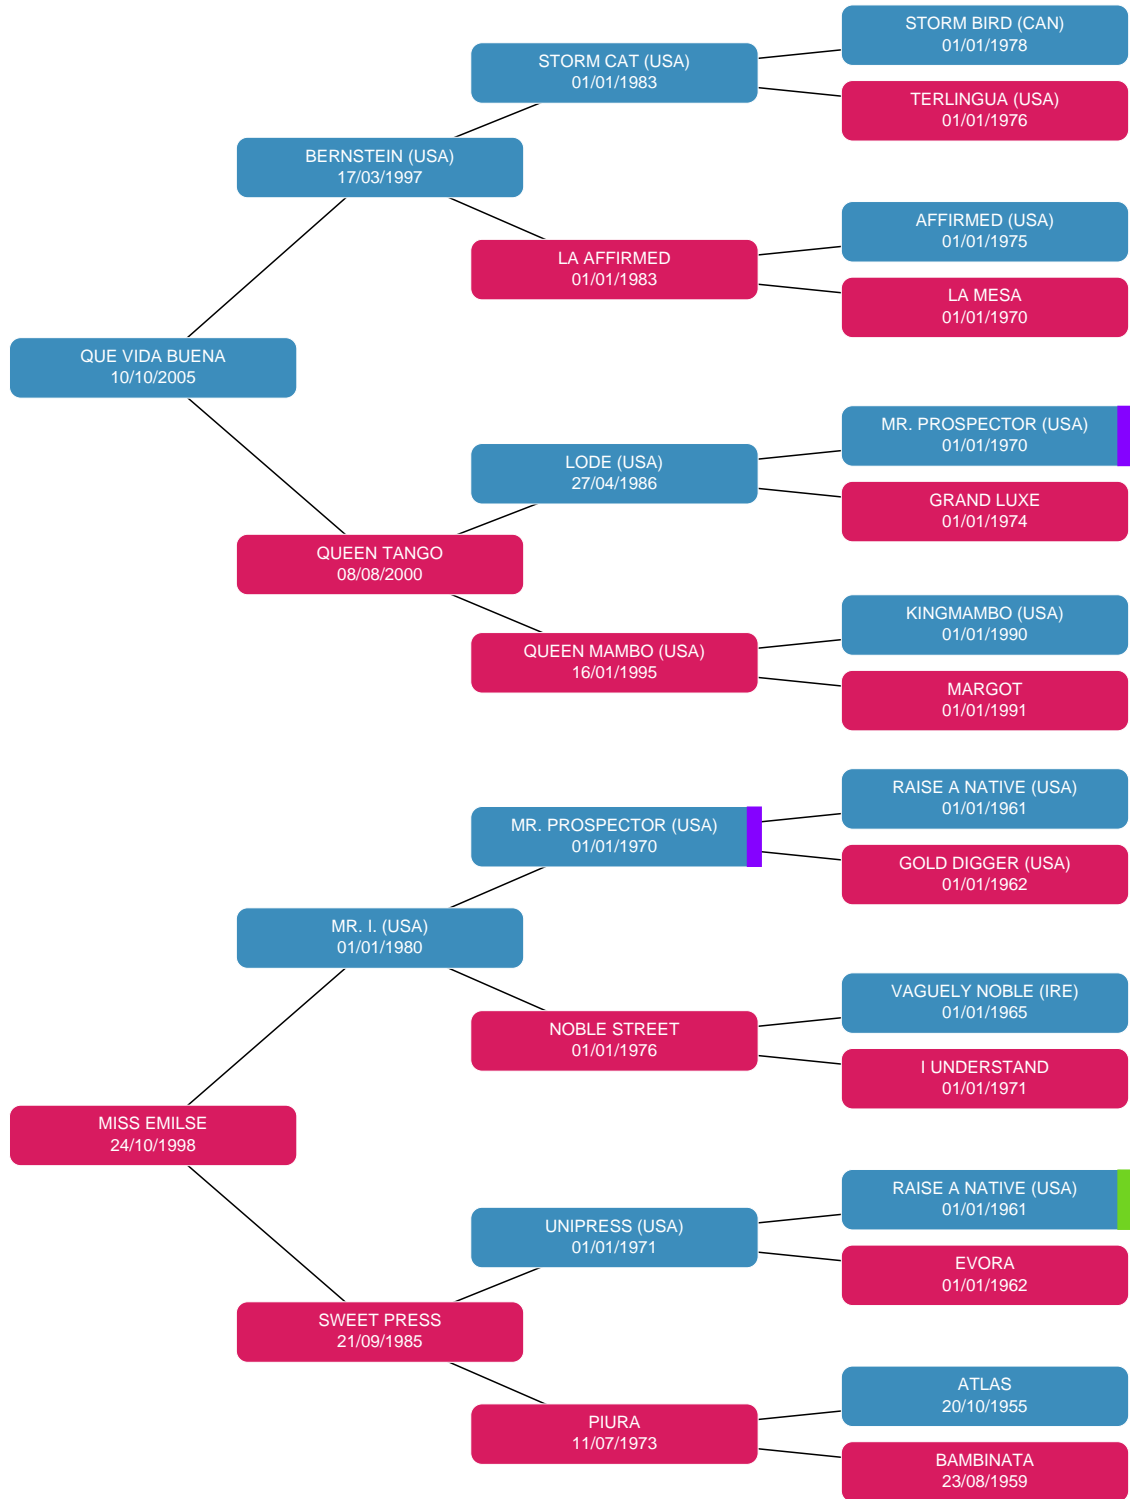 STORM BIRD (CAN)
01/01/1978
STORM CAT (USA)
01/01/1983
TERLINGUA (USA)
01/01/1976
BERNSTEIN (USA)
17/03/1997
AFFIRMED (USA)
01/01/1975
LA AFFIRMED
01/01/1983
LA MESA
01/01/1970
QUE VIDA BUENA
10/10/2005
MR. PROSPECTOR (USA)
01/01/1970
LODE (USA)
27/04/1986
GRAND LUXE
01/01/1974
QUEEN TANGO
08/08/2000
KINGMAMBO (USA)
01/01/1990
QUEEN MAMBO (USA)
16/01/1995
MARGOT
01/01/1991
RAISE A NATIVE (USA)
01/01/1961
MR. PROSPECTOR (USA)
01/01/1970
GOLD DIGGER (USA)
01/01/1962
MR. I. (USA)
01/01/1980
VAGUELY NOBLE (IRE)
01/01/1965
NOBLE STREET
01/01/1976
I UNDERSTAND
01/01/1971
MISS EMILSE
24/10/1998
RAISE A NATIVE (USA)
01/01/1961
UNIPRESS (USA)
01/01/1971
EVORA
01/01/1962
SWEET PRESS
21/09/1985
ATLAS
20/10/1955
PIURA
11/07/1973
BAMBINATA
23/08/1959